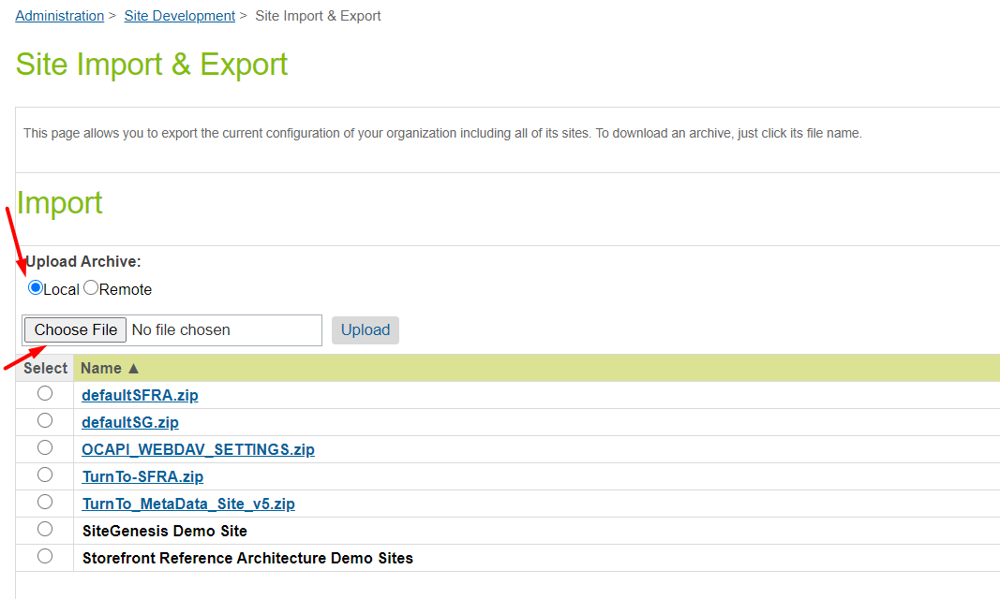 Administration > Site Development > Site Import & Export
Site Import & Export
This page allows you to export the current configuration of your organization including all of its sites. To download an archive, just click its file name.
Import
Upload Archive:
Local Remote
Choose File No file chosen Upload
Select Name ▲
defaultSFRA.zip
defaultSG.zip
OCAPI_WEBDAV_SETTINGS.zip
TurnTo-SFRA.zip
TurnTo_MetaData_Site_v5.zip
SiteGenesis Demo Site
Storefront Reference Architecture Demo Sites